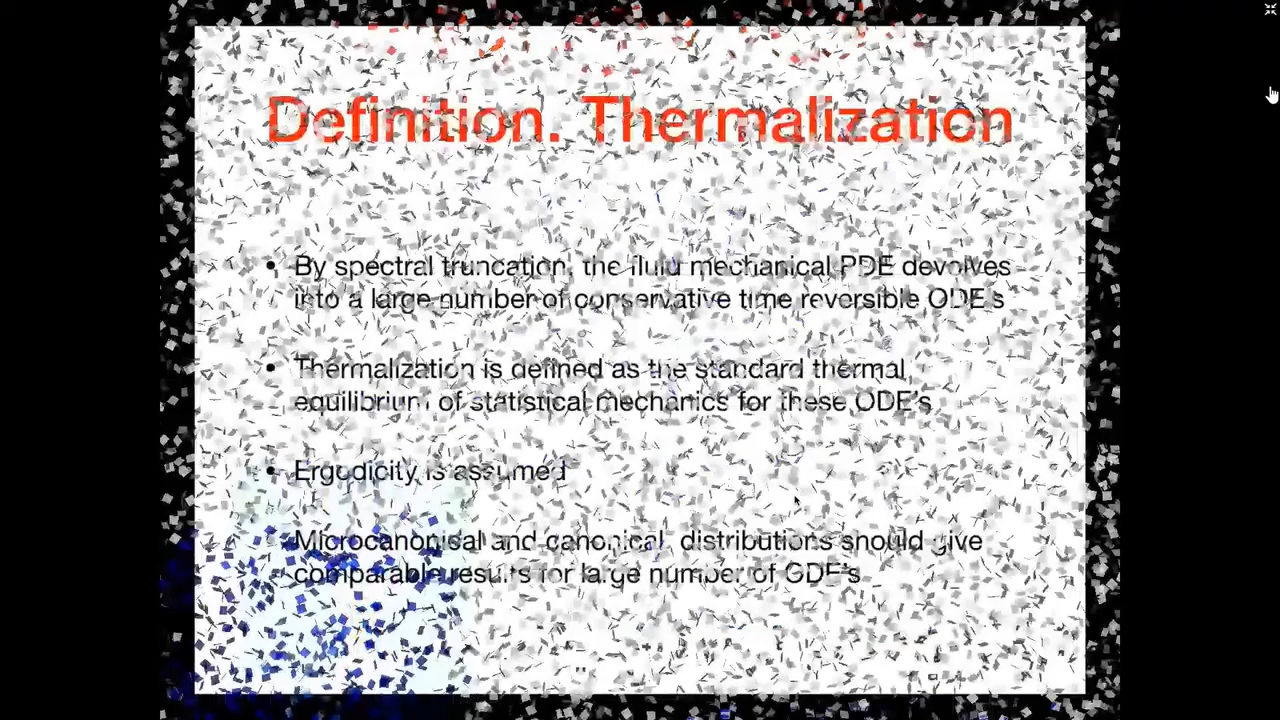 Definition. Thermalization
• By spectral truncation, the fluid mechanical PDE devolves
into a large number of conservative time reversible ODE's
• Thermalization is defined as the standard thermal
equilibrium of statistical mechanics for these ODE's
• Ergodicity is assumed
Microcanonical and canonical distributions should give
comparable results for large number of ODE's